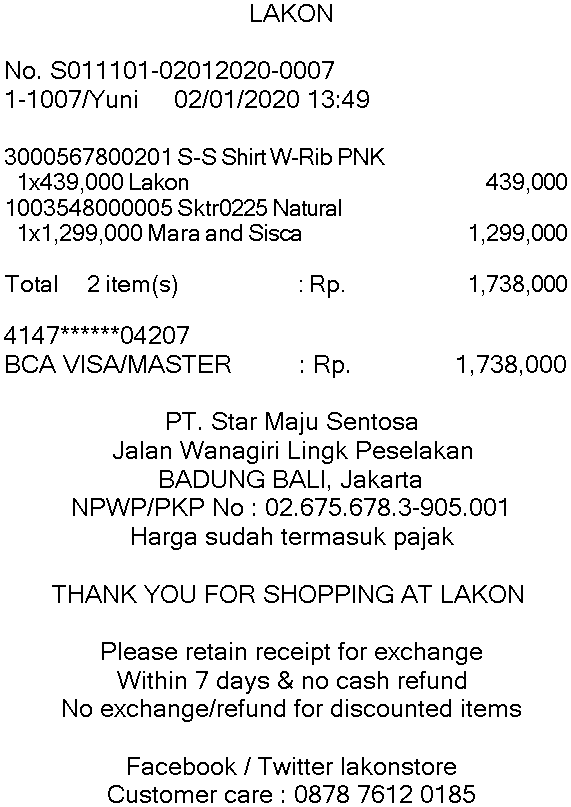 LAKON
No. S011101-02012020-0007
1-1007/Yuni 02/01/2020 13:49
3000567800201 S-S Shirt W-Rib PNK
1x439,000 Lakon 439,000
1003548000005 Sktr0225 Natural
1x1,299,000 Mara and Sisca 1,299,000
Total 2 item(s) : Rp. 1,738,000
4147******04207
BCA VISA/MASTER : Rp. 1,738,000
PT. Star Maju Sentosa
Jalan Wanagiri Lingk Peselakan
BADUNG BALI, Jakarta
NPWP/PKP No : 02.675.678.3-905.001
Harga sudah termasuk pajak
THANK YOU FOR SHOPPING AT LAKON
Please retain receipt for exchange
Within 7 days & no cash refund
No exchange/refund for discounted items
Facebook / Twitter lakonstore
Customer care : 0878 7612 0185